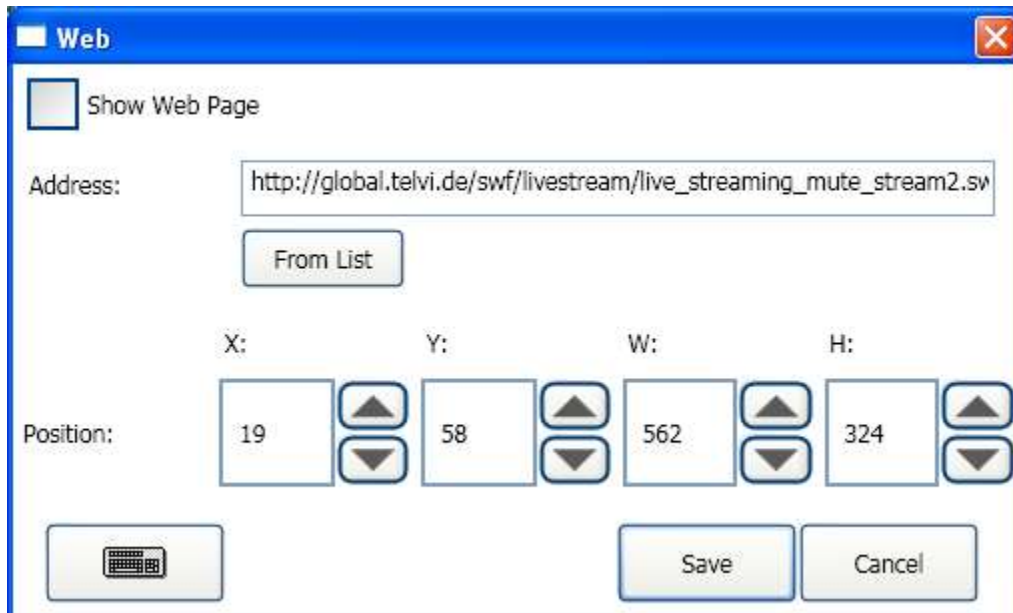 Web
Show Web Page
Address: http://global.telvi.de/swf/livestream/live_streaming_mute_stream2.sw
From List
X: Y: W: H:
Position: 19 58 562 324
Save Cancel